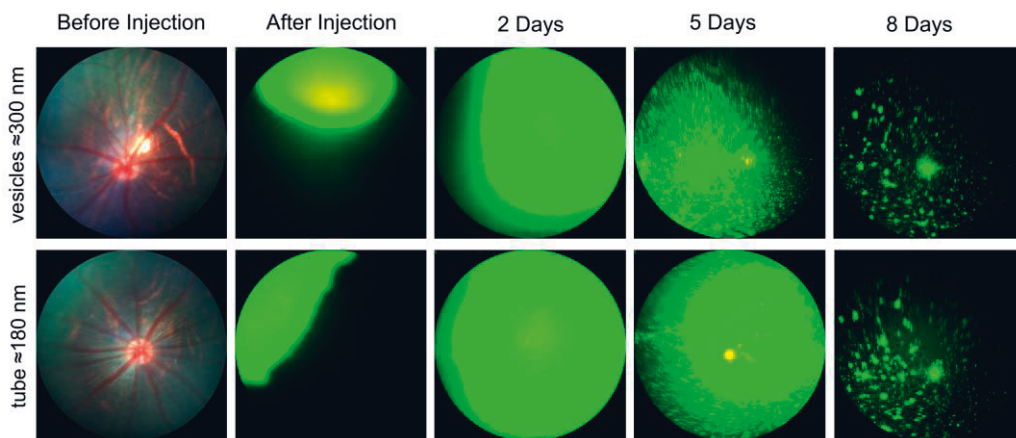 Before Injection
After Injection
2 Days
5 Days
8 Days
vesicles ≈300 nm
tube ≈180 nm